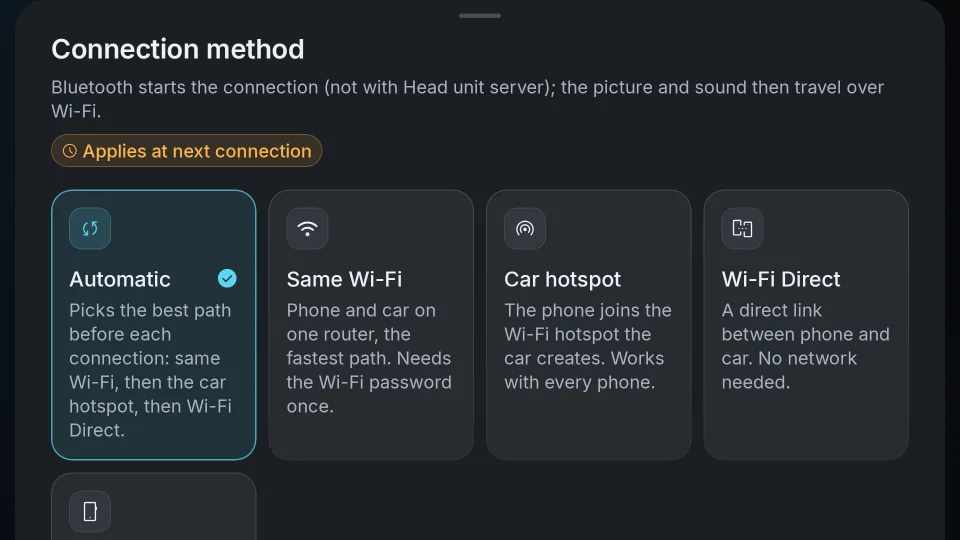 Connection method
Bluetooth starts the connection (not with Head unit server); the picture and sound then travel over
Wi-Fi.
Applies at next connection
Automatic
Picks the best path
before each
connection: same
Wi-Fi, then the car
hotspot, then Wi-Fi
Direct.
Same Wi-Fi
Phone and car on
one router, the
fastest path. Needs
the Wi-Fi password
once.
Car hotspot
The phone joins the
Wi-Fi hotspot the
car creates. Works
with every phone.
Wi-Fi Direct
A direct link
between phone and
car. No network
needed.